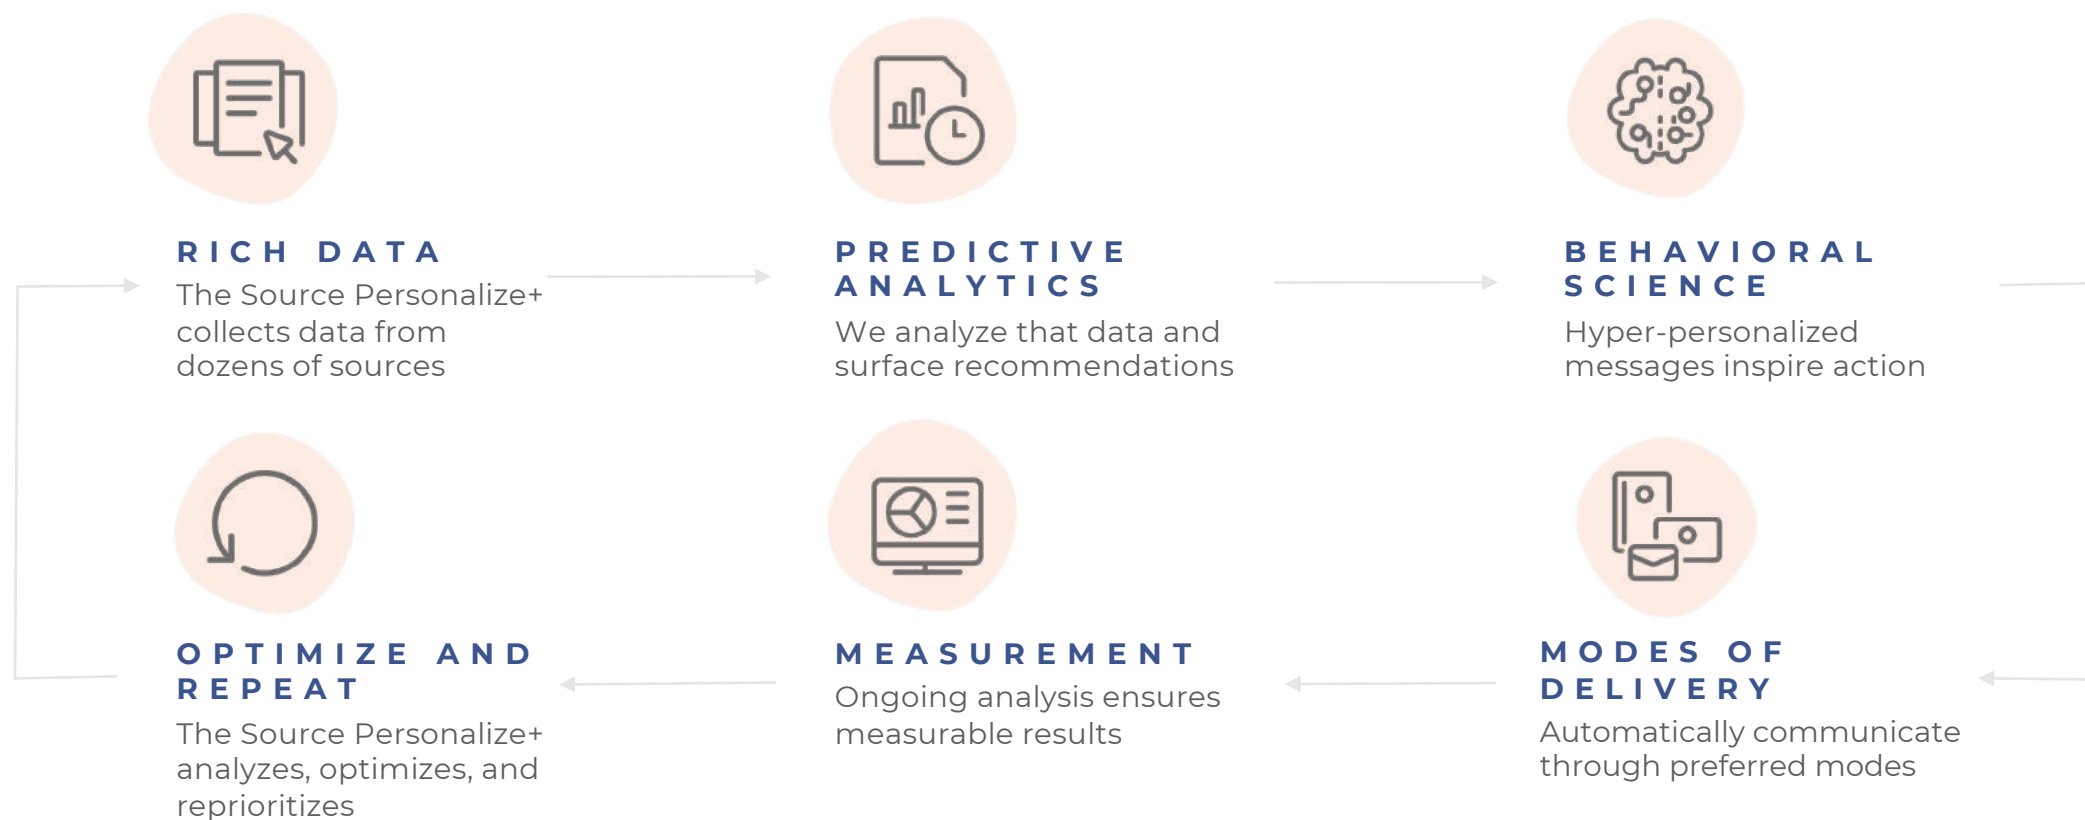 RICH DATA
The Source Personalize+
collects data from
dozens of sources
PREDICTIVE
ANALYTICS
We analyze that data and
surface recommendations
BEHAVIORAL
SCIENCE
Hyper-personalized
messages inspire action
OPTIMIZE AND
REPEAT
The Source Personalize+
analyzes, optimizes, and
reprioritizes
MEASUREMENT
Ongoing analysis ensures
measurable results
MODES OF
DELIVERY
Automatically communicate
through preferred modes